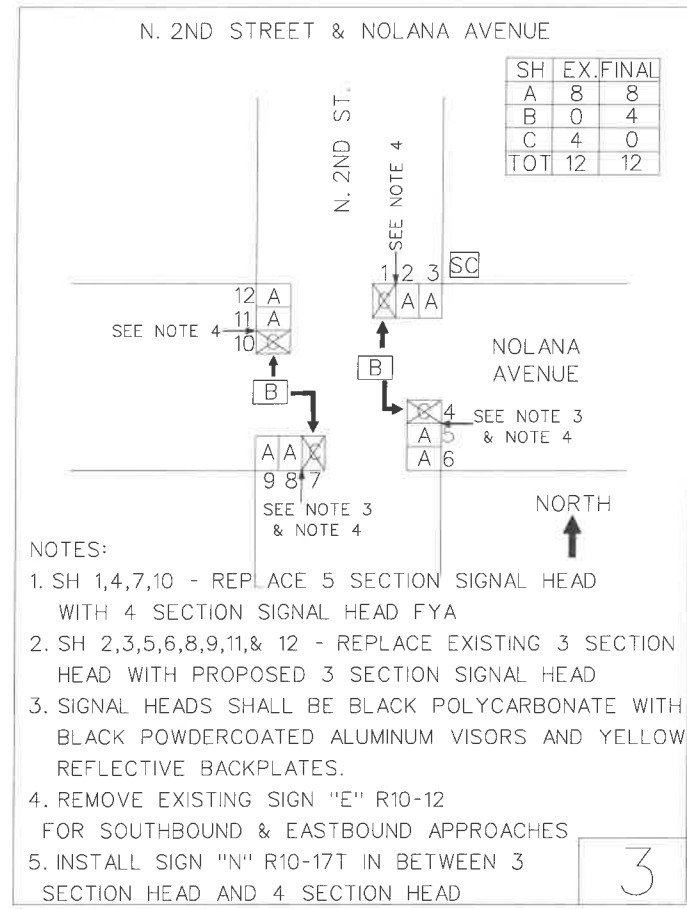 N. 2ND STREET & NOLANA AVENUE
SH EX. FINAL
A 8 8
B 0 4
C 4 0
TOT 12 12
N. 2ND ST.
SEE NOTE 4
1 2 3 SC
C A A
12 A
11 A
SEE NOTE 4
10 C
B
B
NOLANA
AVENUE
C 4
A 5
A 6
SEE NOTE 3
& NOTE 4
A A C
9 8 7
SEE NOTE 3
& NOTE 4
NORTH
NOTES:
1. SH 1,4,7,10 - REPLACE 5 SECTION SIGNAL HEAD
WITH 4 SECTION SIGNAL HEAD FYA
2. SH 2,3,5,6,8,9,11,& 12 - REPLACE EXISTING 3 SECTION
HEAD WITH PROPOSED 3 SECTION SIGNAL HEAD
3. SIGNAL HEADS SHALL BE BLACK POLYCARBONATE WITH
BLACK POWDERCOATED ALUMINUM VISORS AND YELLOW
REFLECTIVE BACKPLATES.
4. REMOVE EXISTING SIGN "E" R10-12
FOR SOUTHBOUND & EASTBOUND APPROACHES
5. INSTALL SIGN "N" R10-17T IN BETWEEN 3
SECTION HEAD AND 4 SECTION HEAD
3